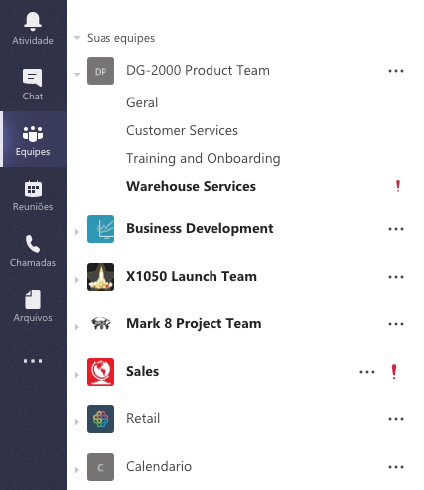 Atividade
Chat
Equipes
Reuniões
Chamadas
Arquivos
Suas equipes
DP DG-2000 Product Team
Geral
Customer Services
Training and Onboarding
Warehouse Services
Business Development
X1050 Launch Team
Mark 8 Project Team
Sales
Retail
C Calendario